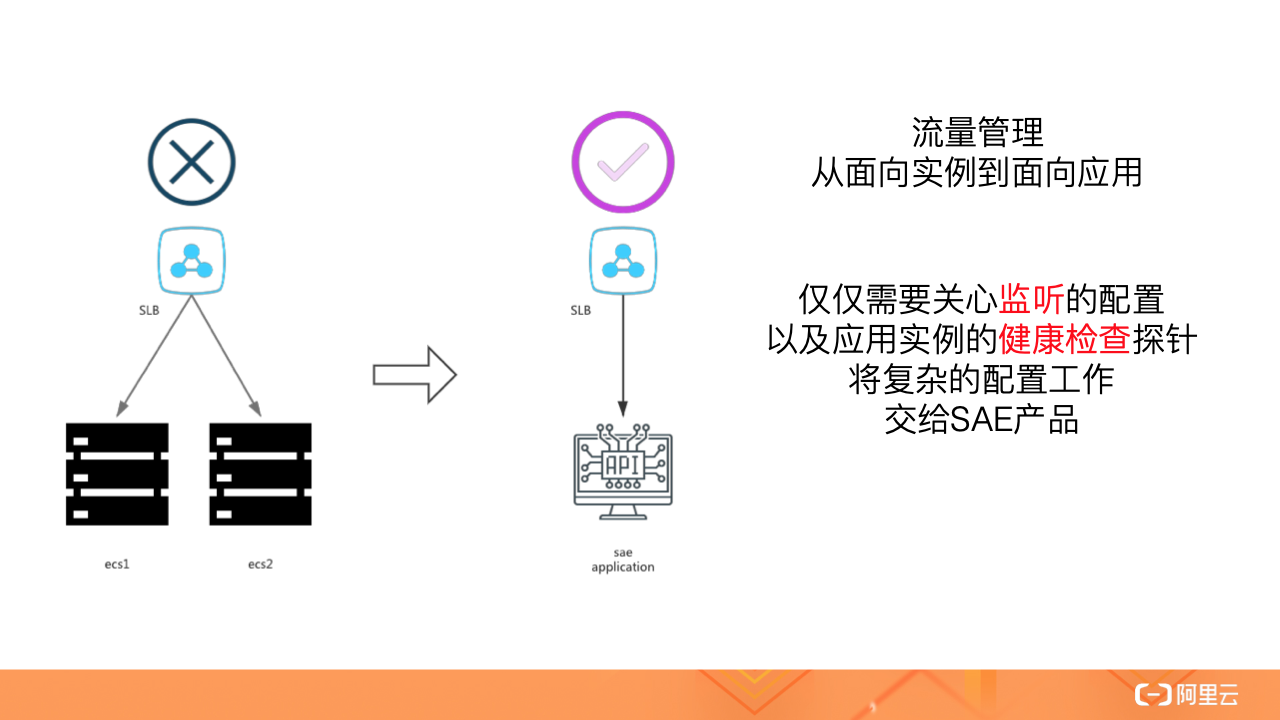 流量管理
从面向实例到面向应用
仅仅需要关心监听的配置
以及应用实例的健康检查探针
将复杂的配置工作
交给SAE产品
SLB
ecs1
ecs2
SLB
API
sae
application
阿里云